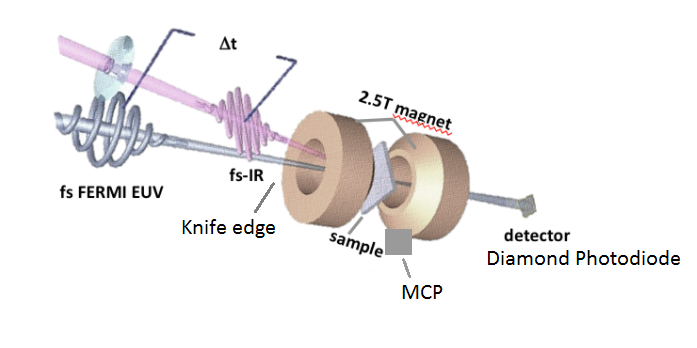 Δt
2.5T magnet
fs-IR
fs FERMI EUV
Knife edge
sample
detector
Diamond Photodiode
MCP